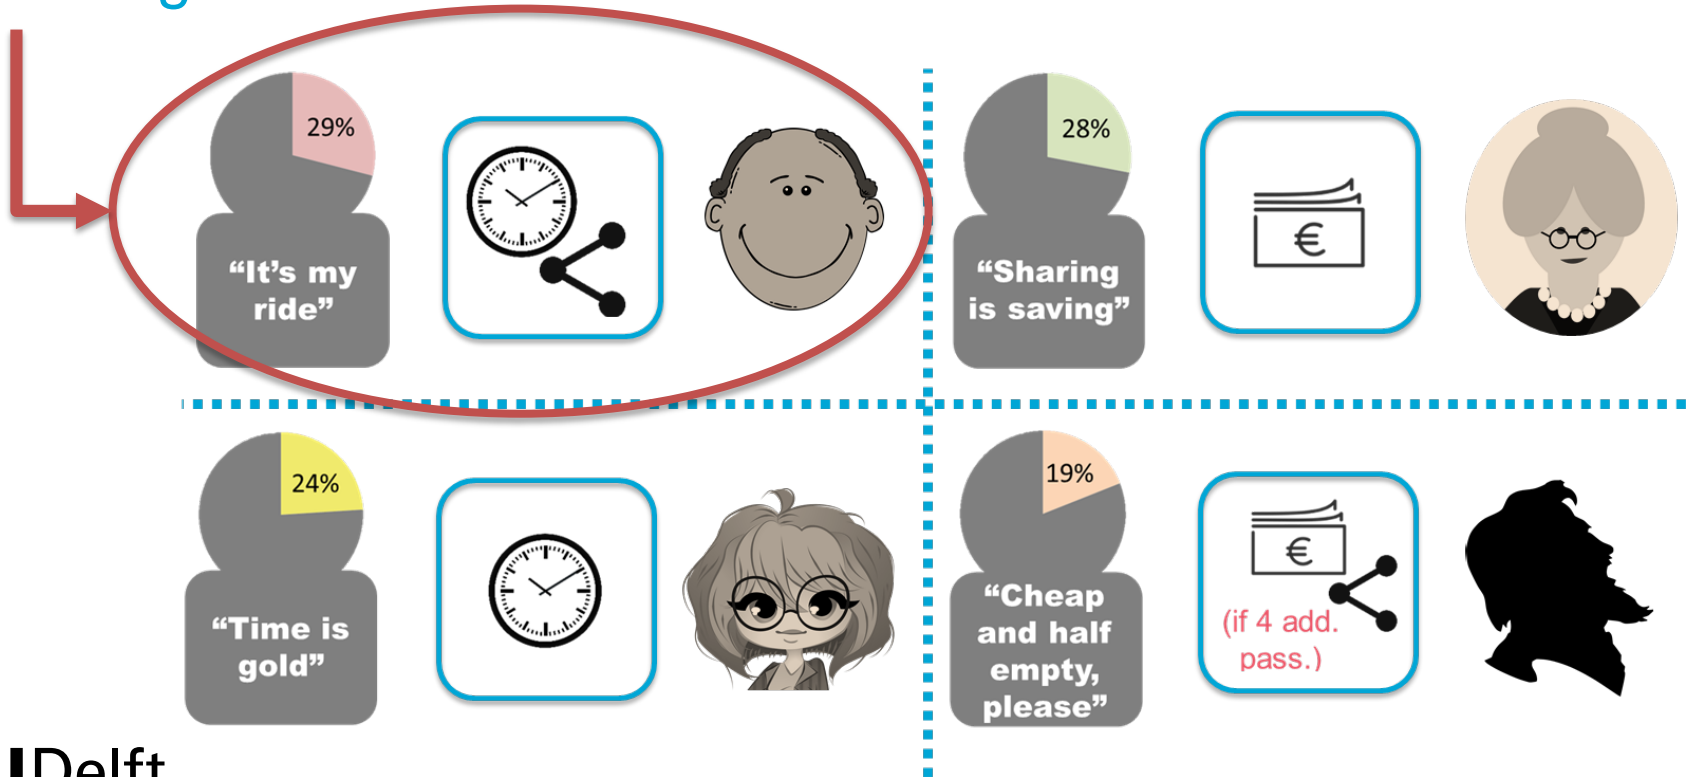 29%
“It’s my
ride”
28%
€
“Sharing
is saving”
24%
“Time is
gold”
19%
€
(if 4 add.
pass.)
“Cheap
and half
empty,
please”
Delft